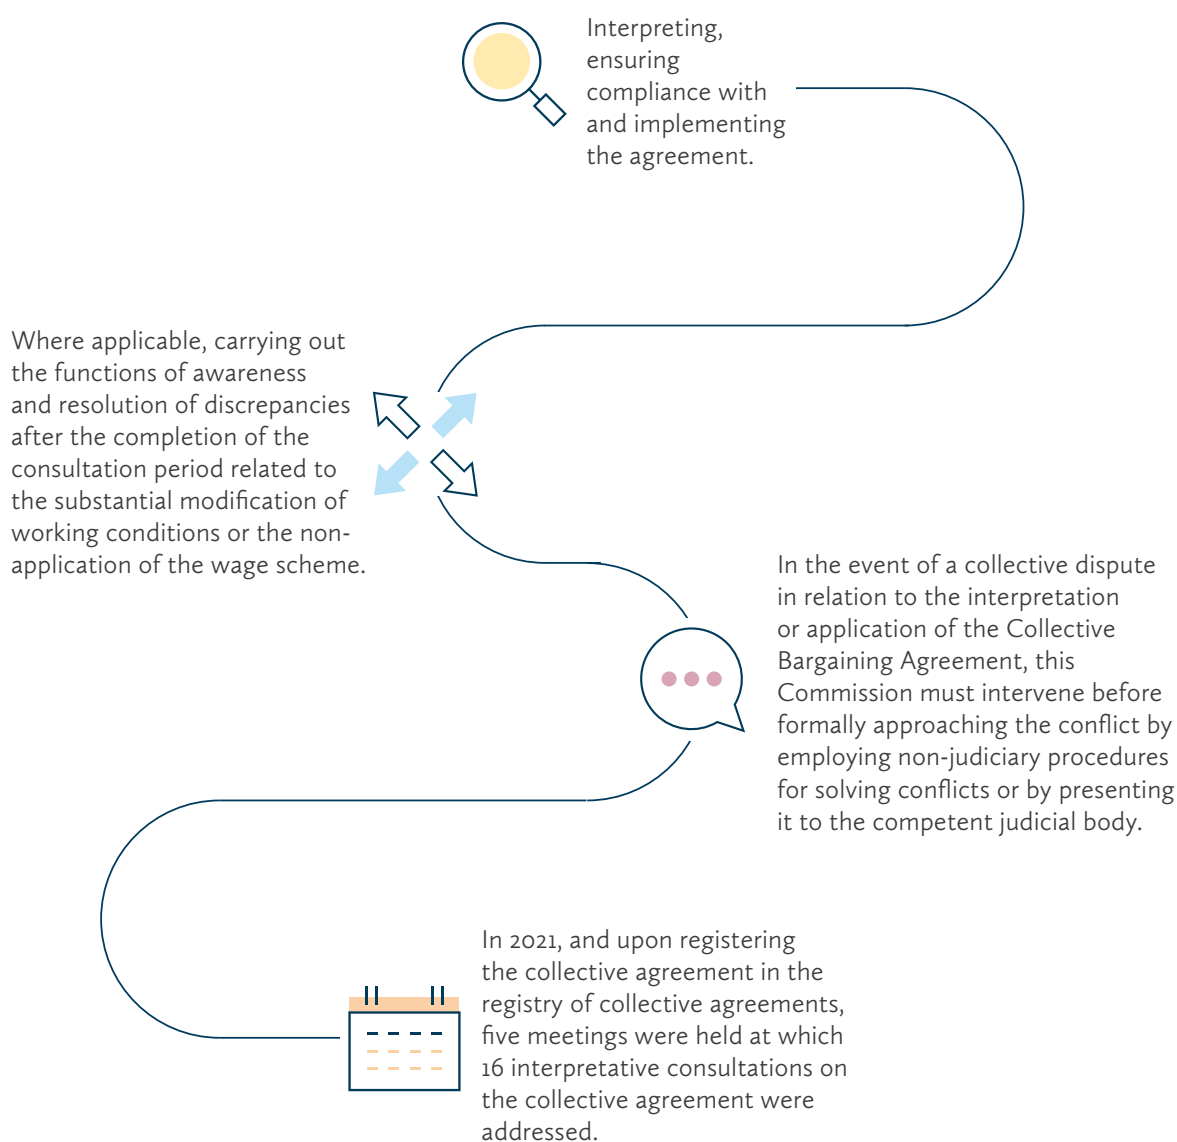 Interpreting,
ensuring
compliance with
and implementing
the agreement.
Where applicable, carrying out
the functions of awareness
and resolution of discrepancies
after the completion of the
consultation period related to
the substantial modification of
working conditions or the non-
application of the wage scheme.
In the event of a collective dispute
in relation to the interpretation
or application of the Collective
Bargaining Agreement, this
Commission must intervene before
formally approaching the conflict by
employing non-judiciary procedures
for solving conflicts or by presenting
it to the competent judicial body.
In 2021, and upon registering
the collective agreement in the
registry of collective agreements,
five meetings were held at which
16 interpretative consultations on
the collective agreement were
addressed.